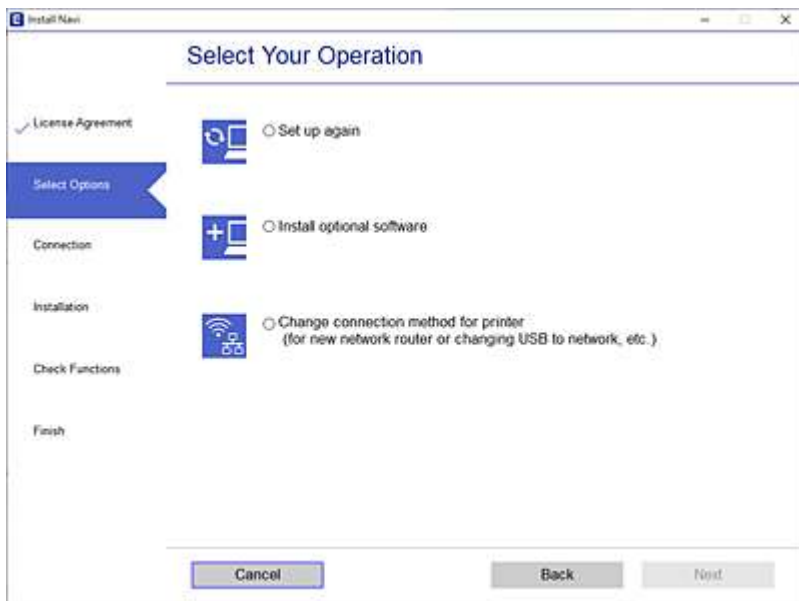 Install Navi
Select Your Operation
License Agreement
Select Options
Connection
Installation
Check Functions
Finish
Set up again
Install optional software
Change connection method for printer
(for new network router or changing USB to network, etc.)
Cancel
Back
Next